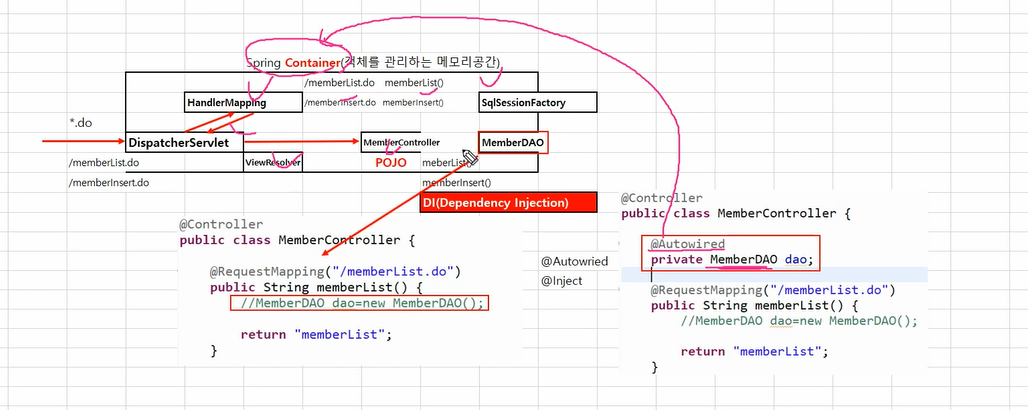 Spring Container(객체를 관리하는 메모리공간)
/memberList.do memberList()
HandlerMapping
/memberInsert.do memberInsert()
SqlSessionFactory
*.do
DispatcherServlet
MemberController
MemberDAO
/memberList.do
ViewResolver
POJO
meberList()
/memberInsert.do
memberInsert()
DI(Dependency Injection)
@Controller
public class MemberController {
@RequestMapping("/memberList.do")
public String memberList() {
//MemberDAO dao=new MemberDAO();
return "memberList";
}
@Autowried
@Inject
@Controller
public class MemberController {
@Autowired
private MemberDAO dao;
@RequestMapping("/memberList.do")
public String memberList() {
//MemberDAO dao=new MemberDAO();
return "memberList";
}